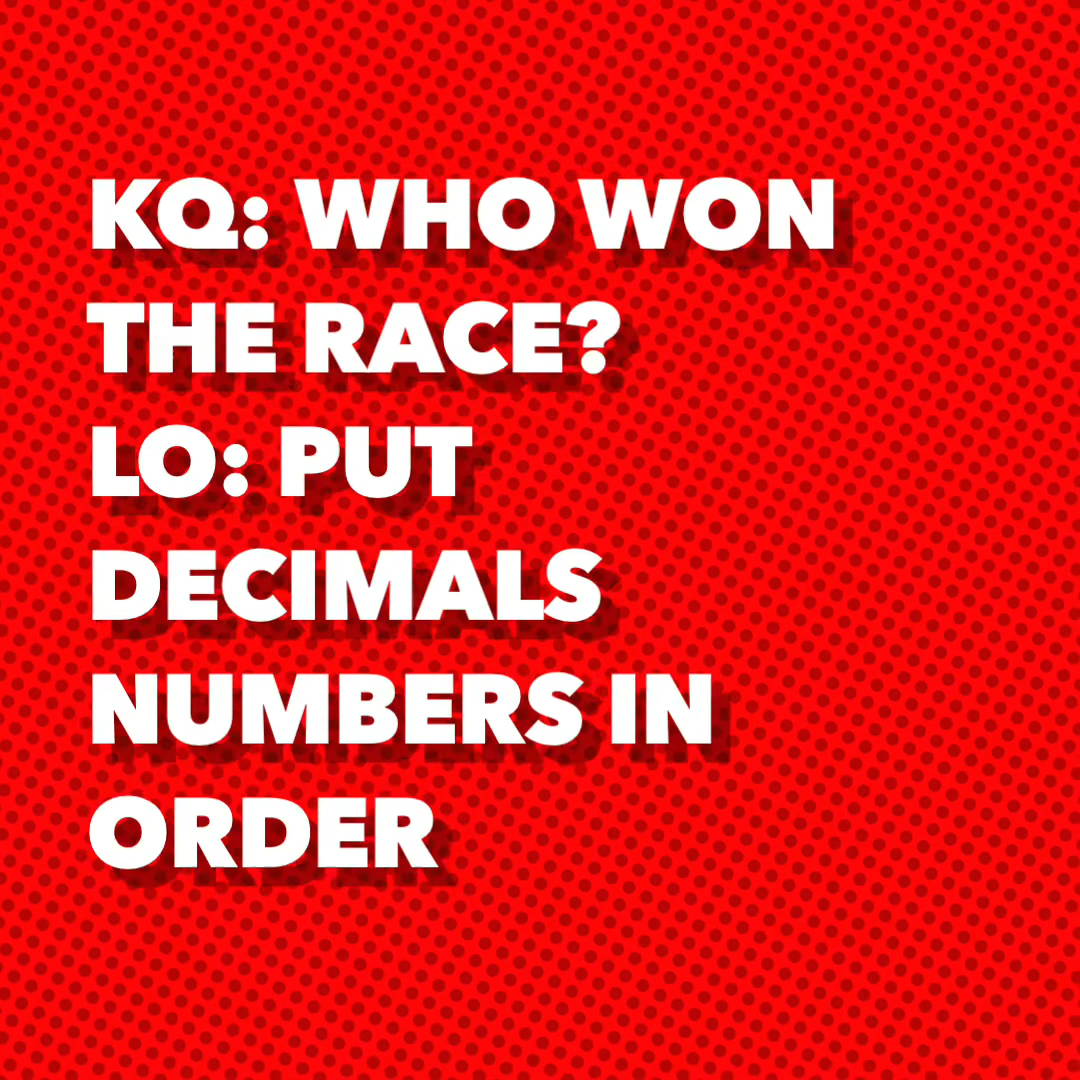 KQ: WHO WON
THE RACE?
LO: PUT
DECIMALS
NUMBERS IN
ORDER